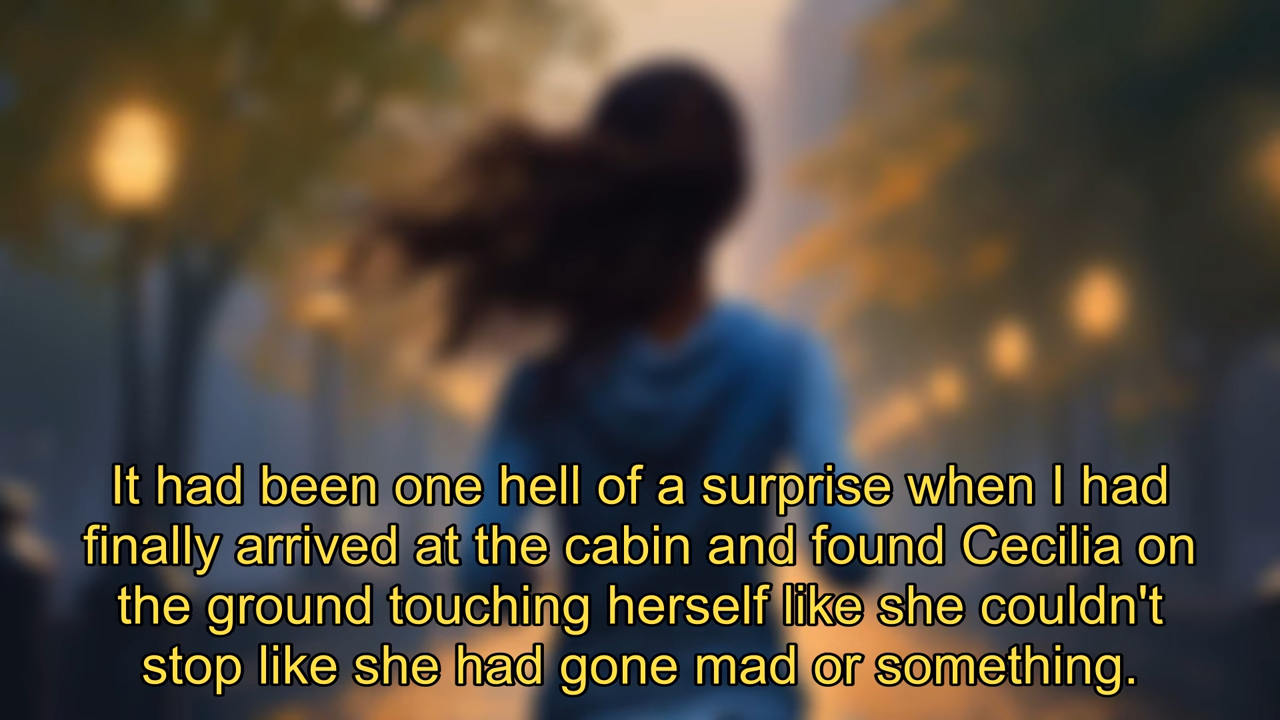 It had been one hell of a surprise when I had
finally arrived at the cabin and found Cecilia on
the ground touching herself like she couldn't
stop like she had gone mad or something.